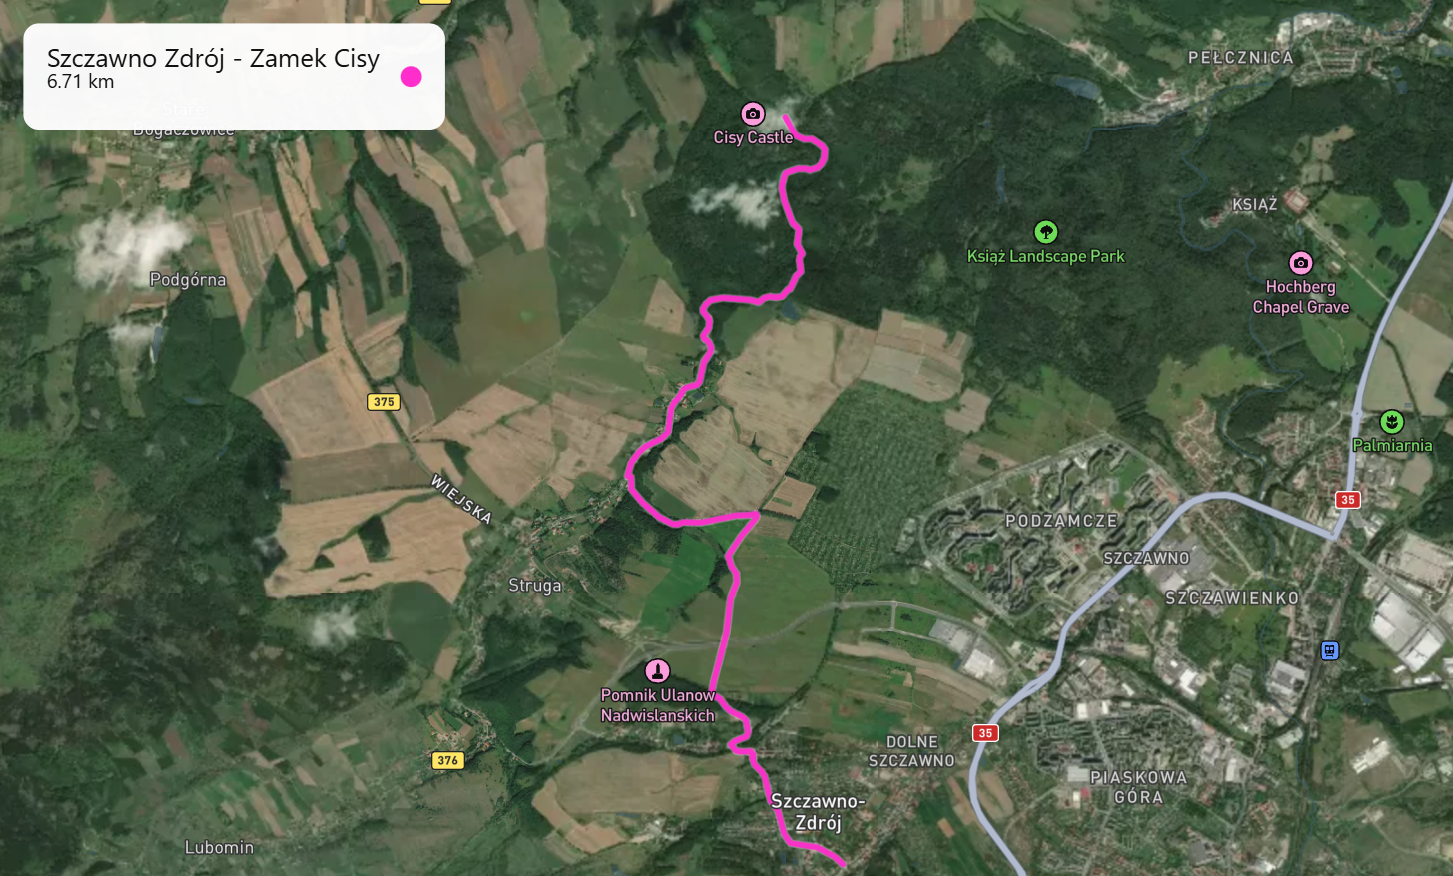 Szczawno Zdrój - Zamek Cisy
6.71 km
Bogaczowice
PEŁCZNICA
Cisy Castle
KSIĄŻ
Książ Landscape Park
Hochberg
Chapel Grave
Podgórna
375
Palmiarnia
WIEJSKA
35
PODZAMCZE
SZCZAWNO
Struga
SZCZAWIENKO
Pomnik Ulanow
Nadwislanskich
35
DOLNE
SZCZAWNO
376
PIASKOWA
GÓRA
Szczawno-
Zdrój
Lubomin